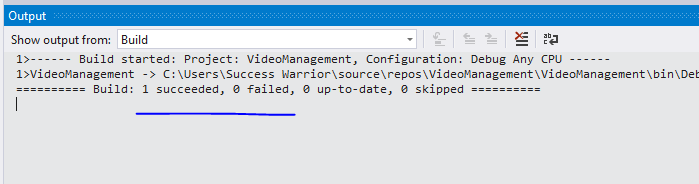 Output
Show output from: Build
1>------ Build started: Project: VideoManagement, Configuration: Debug Any CPU ------
1>VideoManagement -> C:\Users\Success Warrior\source\repos\VideoManagement\VideoManagement\bin\Deb
========== Build: 1 succeeded, 0 failed, 0 up-to-date, 0 skipped ==========